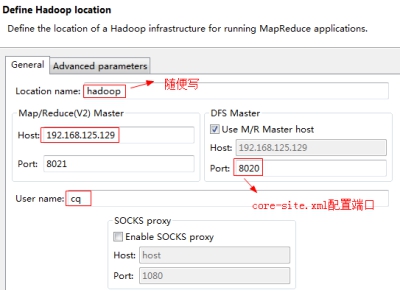 Define Hadoop location
Define the location of a Hadoop infrastructure for running MapReduce applications.
General Advanced parameters
Location name: hadoop
随便写
Map/Reduce(V2) Master
Host: 192.168.125.129
Port: 8021
DFS Master
Use M/R Master host
Host: 192.168.125.129
Port: 8020
User name: cq
core-site.xml配置端口
SOCKS proxy
Enable SOCKS proxy
Host: host
Port: 1080